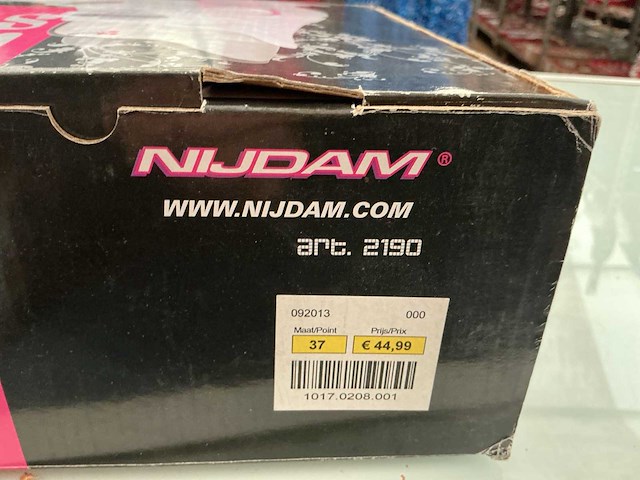 NIJDAM®
WWW.NIJDAM.COM
art. 2190
092013 000
Maat/Point Prijs/Prix
37 € 44,99
1017.0208.001